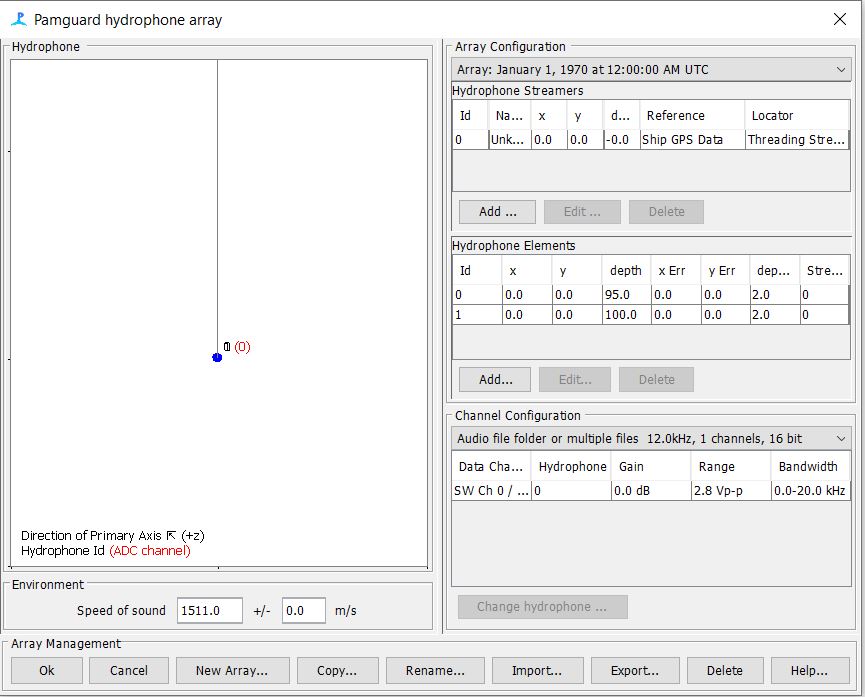 Pamguard hydrophone array
Hydrophone
(0)
Direction of Primary Axis ⇱ (+z)
Hydrophone Id (ADC channel)
Environment
Speed of sound 1511.0 +/- 0.0 m/s
Array Configuration
Array: January 1, 1970 at 12:00:00 AM UTC
Hydrophone Streamers
Id Na... x y d... Reference Locator
0 Unk... 0.0 0.0 -0.0 Ship GPS Data Threading Stre...
Add ... Edit ... Delete
Hydrophone Elements
Id x y depth x Err y Err dep... Stre...
0 0.0 0.0 95.0 0.0 0.0 2.0 0
1 0.0 0.0 100.0 0.0 0.0 2.0 0
Add... Edit... Delete
Channel Configuration
Audio file folder or multiple files 12.0kHz, 1 channels, 16 bit
Data Cha... Hydrophone Gain Range Bandwidth
SW Ch 0 / ... 0 0.0 dB 2.8 Vp-p 0.0-20.0 kHz
Change hydrophone ...
Array Management
Ok Cancel New Array... Copy... Rename... Import... Export... Delete Help...